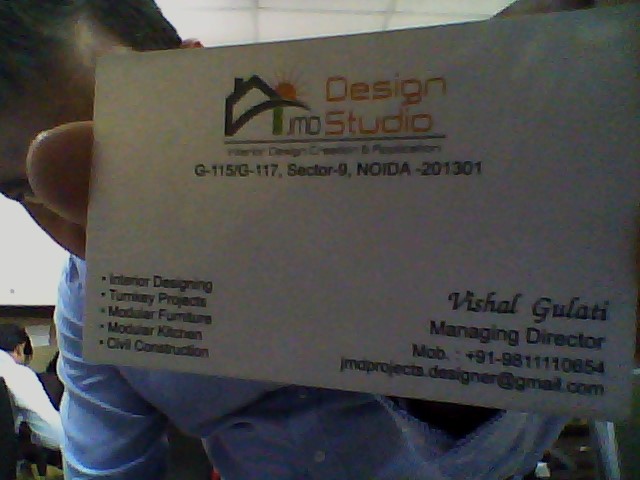 Design
JMD Studio
Interior Design Creation & Realization
G-115/G-117, Sector-9, NOIDA -201301
• Interior Designing
• Turnkey Projects
• Modular Furniture
• Modular Kitchen
• Civil Construction
Vishal Gulati
Managing Director
Mob. : +91-9811110654
jmdprojects.designer@gmail.com